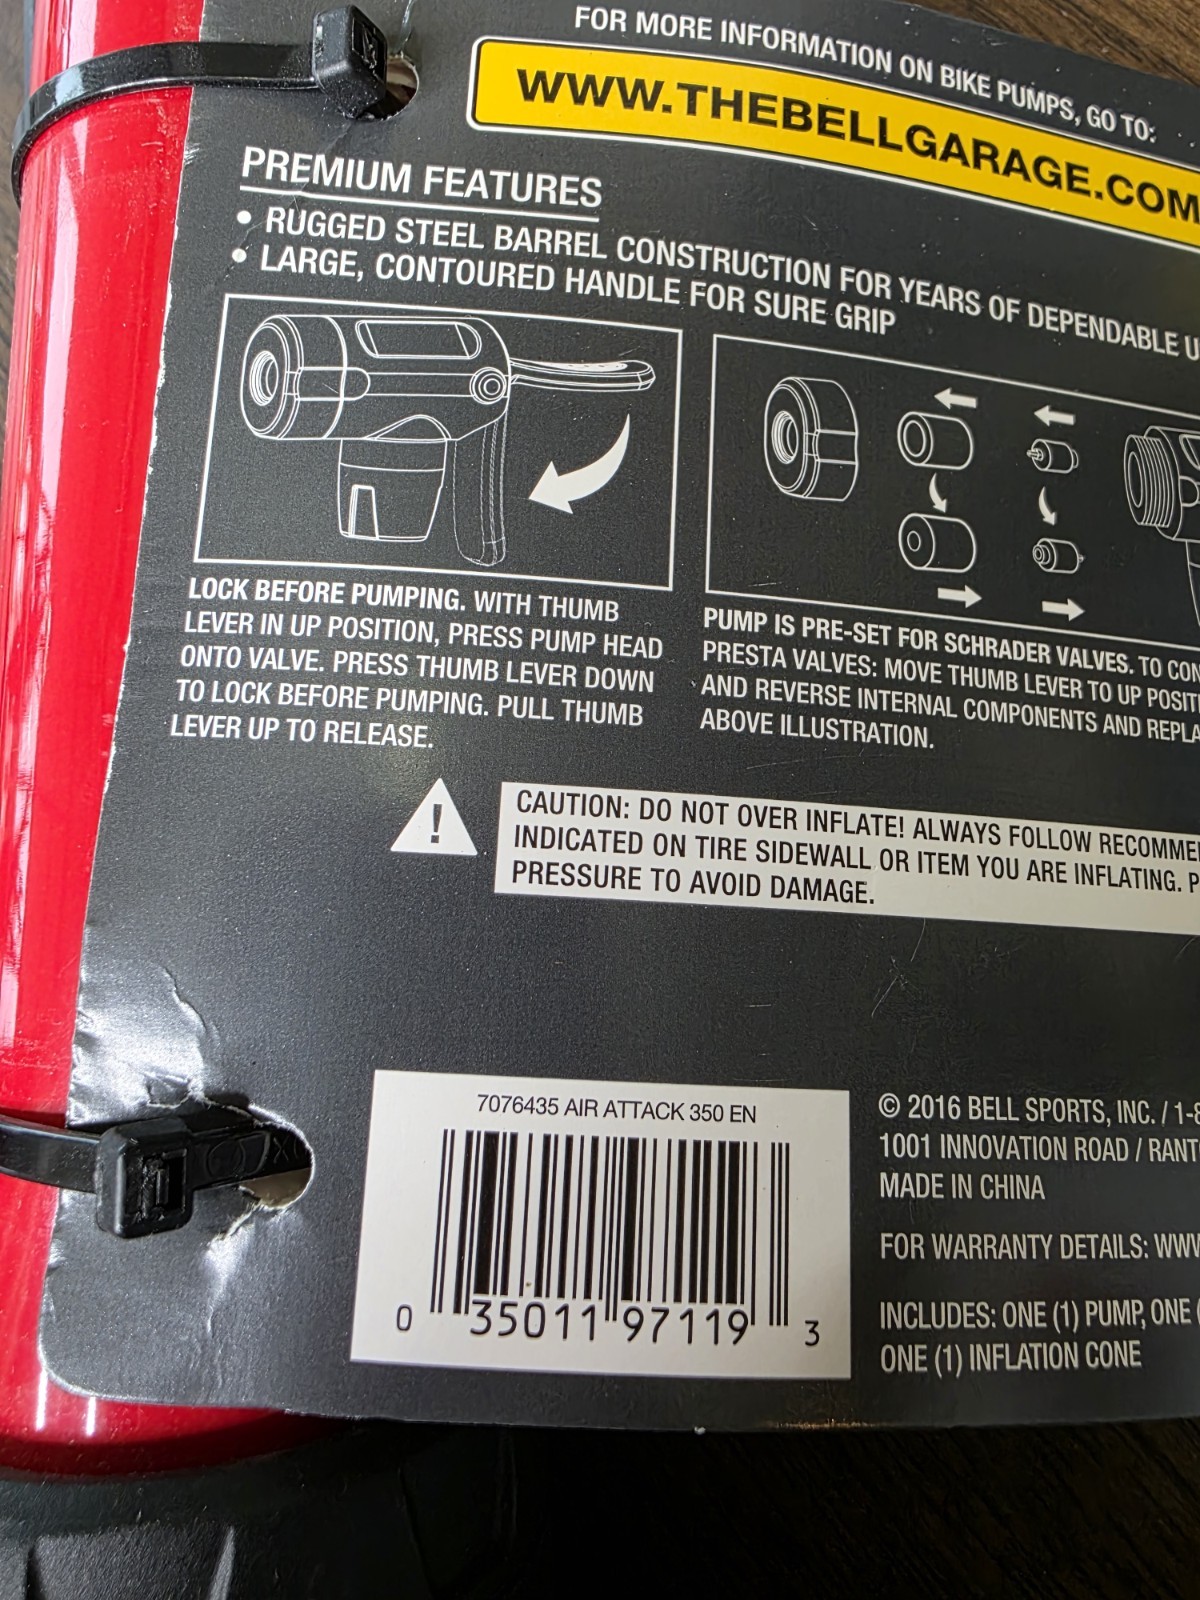 FOR MORE INFORMATION ON BIKE PUMPS, GO TO:
WWW.THEBELLGARAGE.COM
PREMIUM FEATURES
• RUGGED STEEL BARREL CONSTRUCTION FOR YEARS OF DEPENDABLE
• LARGE, CONTOURED HANDLE FOR SURE GRIP
LOCK BEFORE PUMPING. WITH THUMB
LEVER IN UP POSITION, PRESS PUMP HEAD
ONTO VALVE. PRESS THUMB LEVER DOWN
TO LOCK BEFORE PUMPING. PULL THUMB
LEVER UP TO RELEASE.
PUMP IS PRE-SET FOR SCHRADER VALVES. TO
PRESTA VALVES: MOVE THUMB LEVER TO UP
AND REVERSE INTERNAL COMPONENTS AND
ABOVE ILLUSTRATION.
!
CAUTION: DO NOT OVER INFLATE! ALWAYS FOLLOW
INDICATED ON TIRE SIDEWALL OR ITEM YOU ARE INFLATING.
PRESSURE TO AVOID DAMAGE.
7076435 AIR ATTACK 350 EN
0 35011 97119 3
© 2016 BELL SPORTS, INC. /
1001 INNOVATION ROAD /
MADE IN CHINA
FOR WARRANTY DETAILS:
INCLUDES: ONE (1) PUMP, ONE
ONE (1) INFLATION CONE